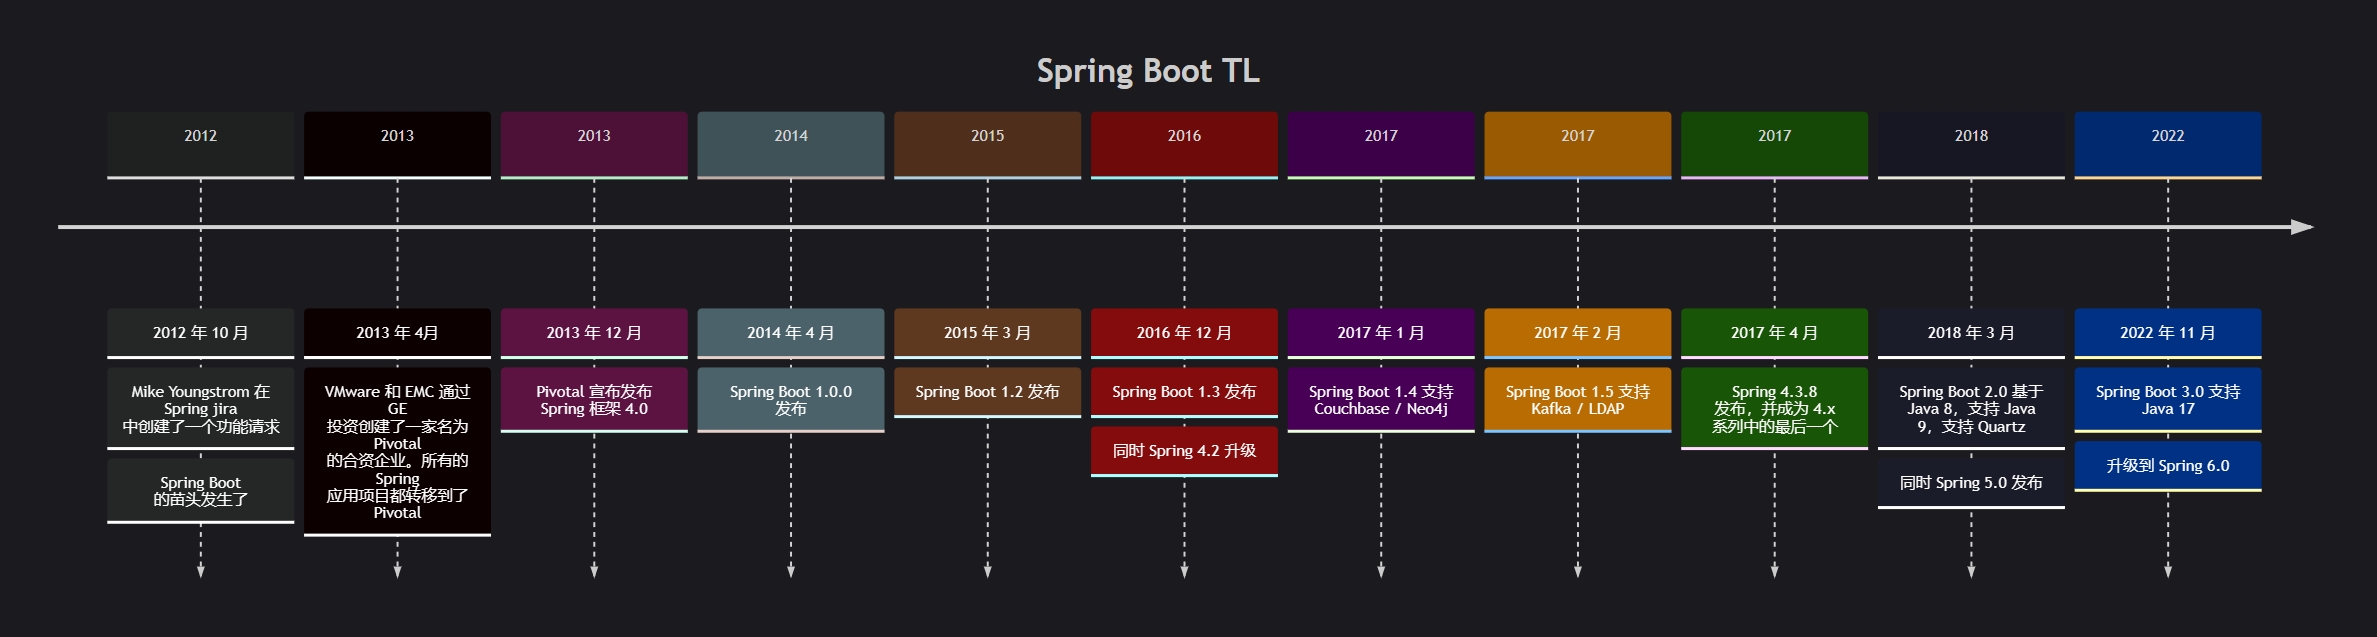 Spring Boot TL
2012
2013
2013
2014
2015
2016
2017
2017
2017
2018
2022
2012 年 10 月
Mike Youngstrom 在
Spring jira
中创建了一个功能请求
Spring Boot
的苗头发生了
2013 年 4月
VMware 和 EMC 通过
GE
投资创建了一家名为
Pivotal
的合资企业。所有的
Spring
应用项目都转移到了
Pivotal
2013 年 12 月
Pivotal 宣布发布
Spring 框架 4.0
2014 年 4 月
Spring Boot 1.0.0
发布
2015 年 3 月
Spring Boot 1.2 发布
2016 年 12 月
Spring Boot 1.3 发布
同时 Spring 4.2 升级
2017 年 1 月
Spring Boot 1.4 支持
Couchbase / Neo4j
2017 年 2 月
Spring Boot 1.5 支持
Kafka / LDAP
2017 年 4 月
Spring 4.3.8
发布，并成为 4.x
系列中的最后一个
2018 年 3 月
Spring Boot 2.0 基于
Java 8，支持 Java
9，支持 Quartz
同时 Spring 5.0 发布
2022 年 11 月
Spring Boot 3.0 支持
Java 17
升级到 Spring 6.0